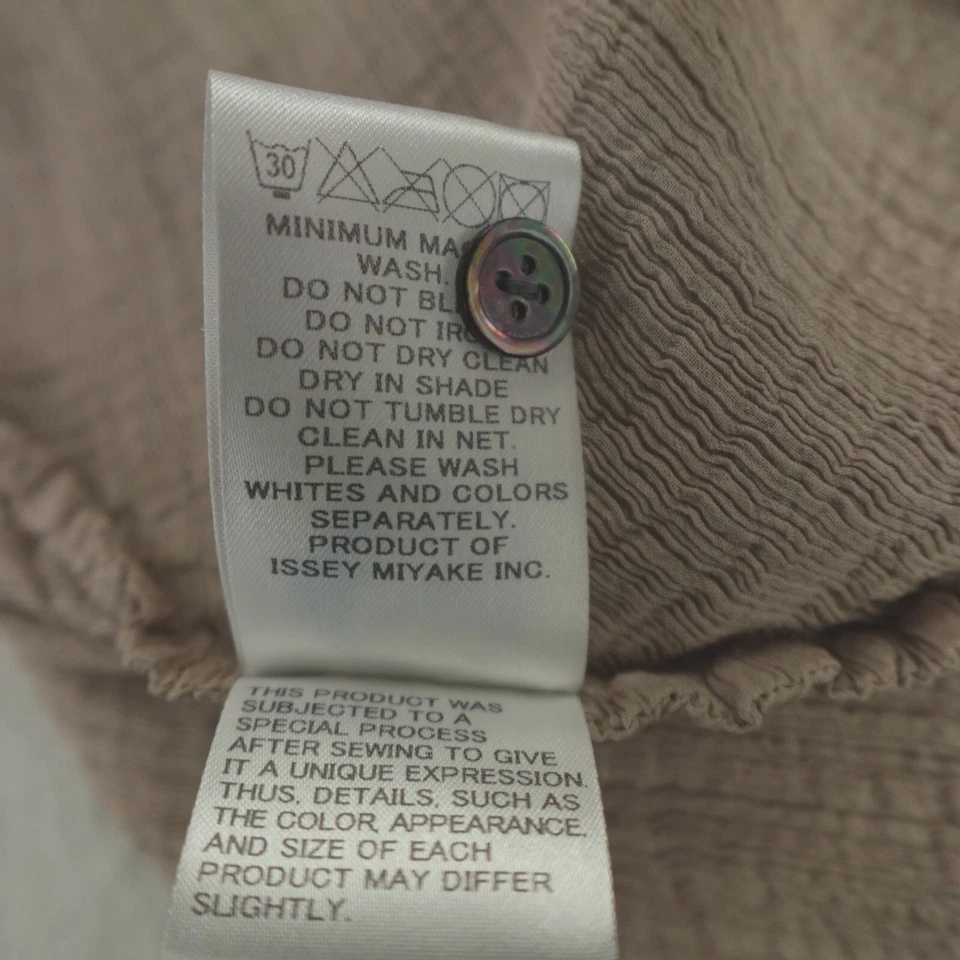 30
MINIMUM MA
WASH.
DO NOT BL
DO NOT IRO
DO NOT DRY CLEAN
DRY IN SHADE
DO NOT TUMBLE DRY
CLEAN IN NET.
PLEASE WASH
WHITES AND COLORS
SEPARATELY.
PRODUCT OF
ISSEY MIYAKE INC.
THIS PRODUCT WAS
SUBJECTED TO A
SPECIAL PROCESS
AFTER SEWING TO GIVE
IT A UNIQUE EXPRESSION.
THUS, DETAILS, SUCH AS
THE COLOR, APPEARANCE,
AND SIZE OF EACH
PRODUCT MAY DIFFER
SLIGHTLY.